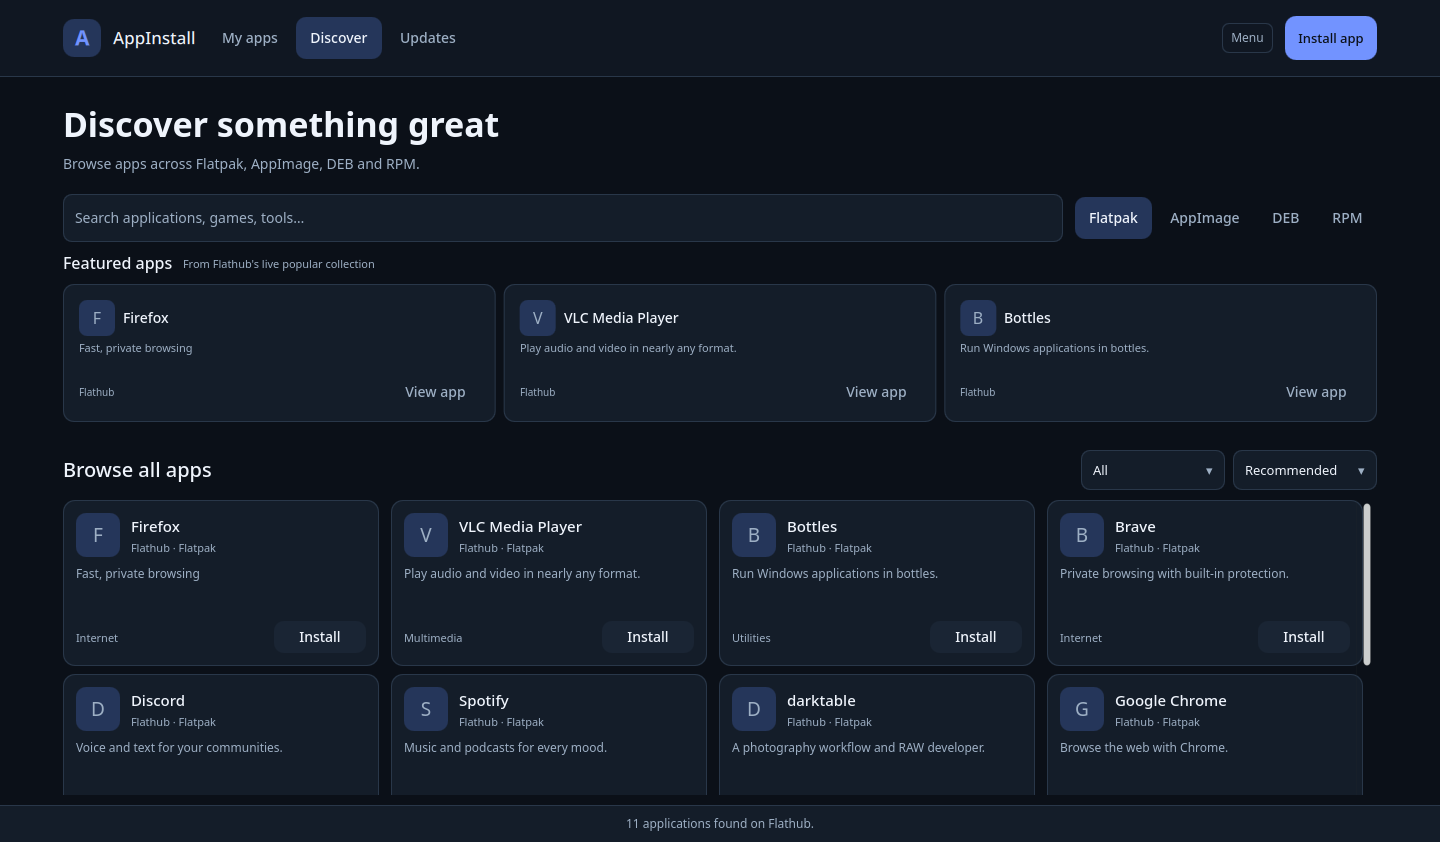 A AppInstall My apps Discover Updates Menu Install app
Discover something great
Browse apps across Flatpak, AppImage, DEB and RPM.
Search applications, games, tools... Flatpak AppImage DEB RPM
Featured apps From Flathub's live popular collection
F Firefox
Fast, private browsing
Flathub View app
V VLC Media Player
Play audio and video in nearly any format.
Flathub View app
B Bottles
Run Windows applications in bottles.
Flathub View app
Browse all apps All ▾ Recommended ▾
F Firefox
Flathub · Flatpak
Fast, private browsing
Internet Install
V VLC Media Player
Flathub · Flatpak
Play audio and video in nearly any format.
Multimedia Install
B Bottles
Flathub · Flatpak
Run Windows applications in bottles.
Utilities Install
B Brave
Flathub · Flatpak
Private browsing with built-in protection.
Internet Install
D Discord
Flathub · Flatpak
Voice and text for your communities.
S Spotify
Flathub · Flatpak
Music and podcasts for every mood.
D darktable
Flathub · Flatpak
A photography workflow and RAW developer.
G Google Chrome
Flathub · Flatpak
Browse the web with Chrome.
11 applications found on Flathub.